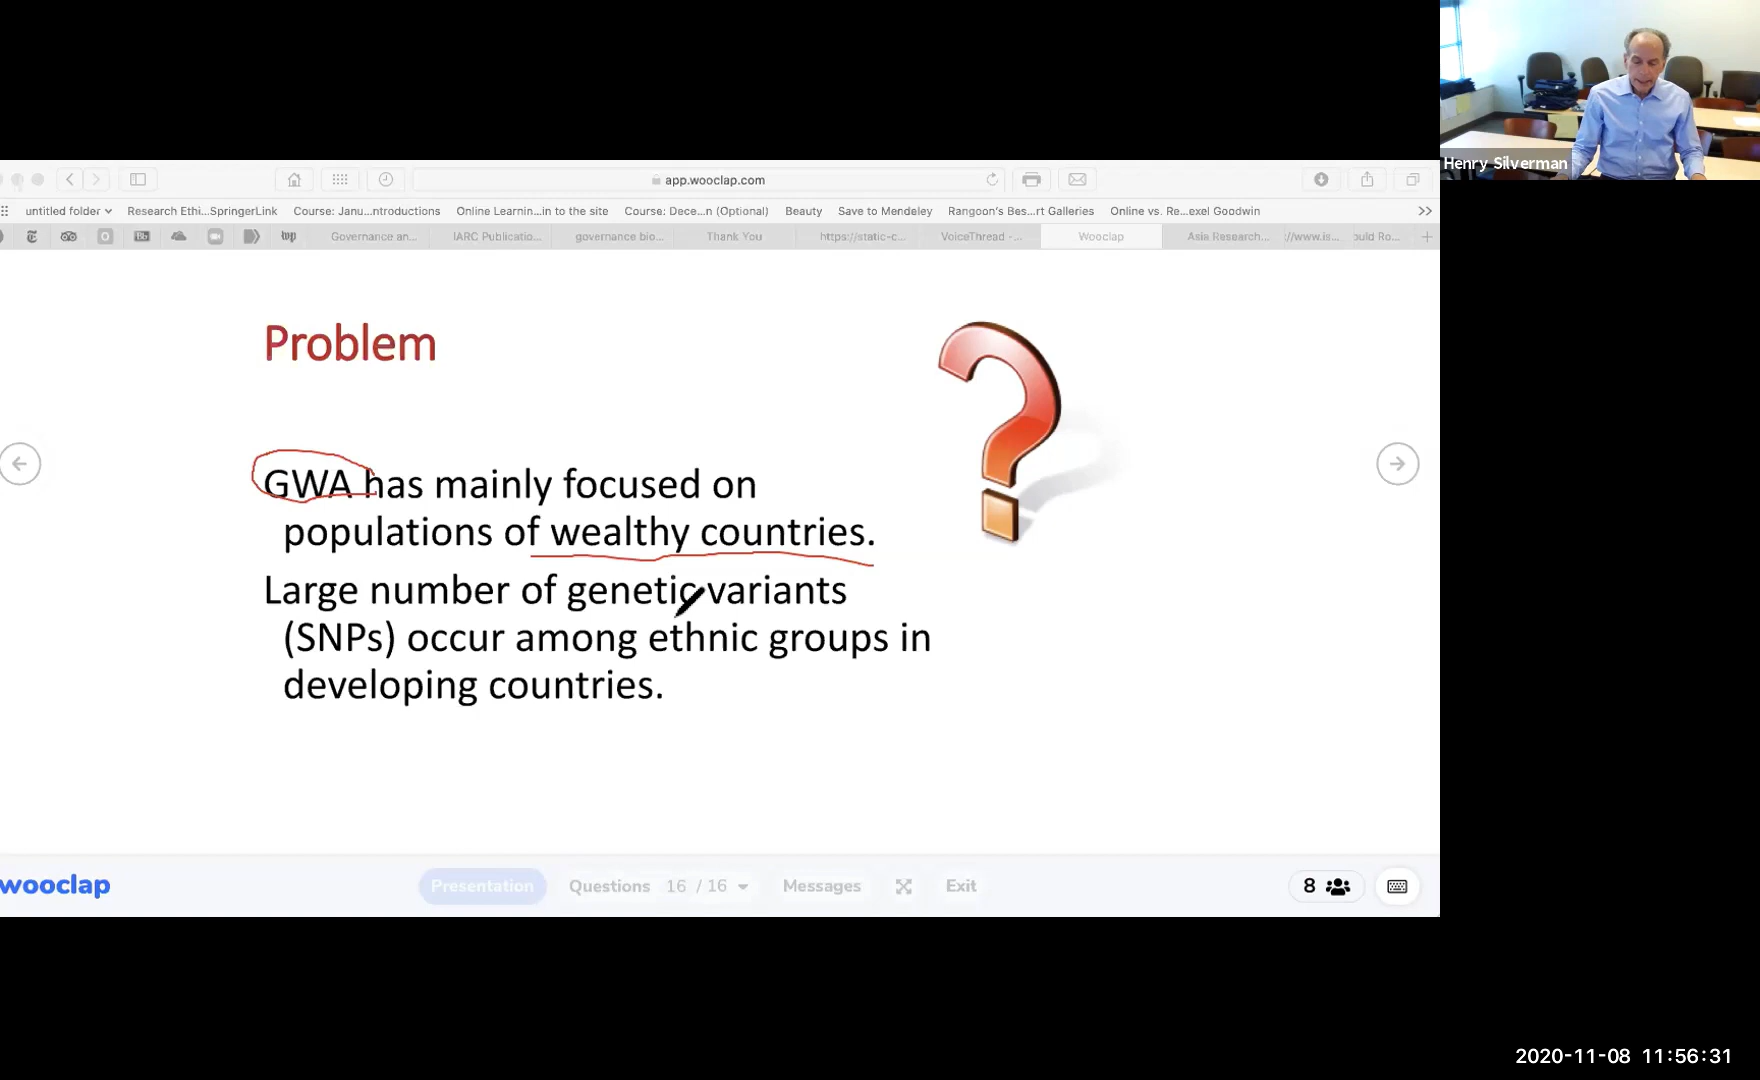 Henry Silverman
app.wooclap.com
untitled folder
Research Ethi...SpringerLink
Course: Janu...ntroductions
Online Learnin...in to the site
Course: Dece...n (Optional)
Beauty
Save to Mendeley
Rangoon's Bes...rt Galleries
Online vs. Re...exel Goodwin
Governance an...
IARC Publicatio...
governance bio...
Thank You
https://static-c...
VoiceThread -...
Wooclap
Asia Research...
//www.is...
ould Ro...
Problem
GWA has mainly focused on
populations of wealthy countries.
Large number of genetic variants
(SNPs) occur among ethnic groups in
developing countries.
wooclap
Presentation
Questions 16 / 16
Messages
Exit
8
2020-11-08 11:56:31